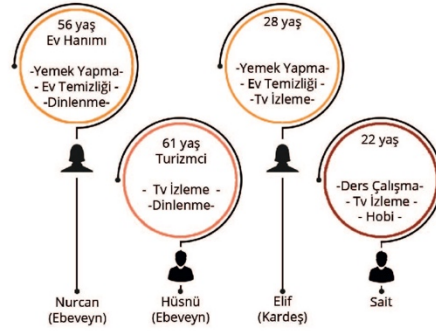 56 yaş
Ev Hanımı
-Yemek Yapma-
- Ev Temizliği -
-Dinlenme-
28 yaş
-Yemek Yapma-
- Ev Temizliği -
-Tv İzleme-
61 yaş
Turizmci
- Tv İzleme -
-Dinlenme-
22 yaş
-Ders Çalışma-
- Tv İzleme -
- Hobi -
Nurcan
(Ebeveyn)
Hüsnü
(Ebeveyn)
Elif
(Kardeş)
Sait